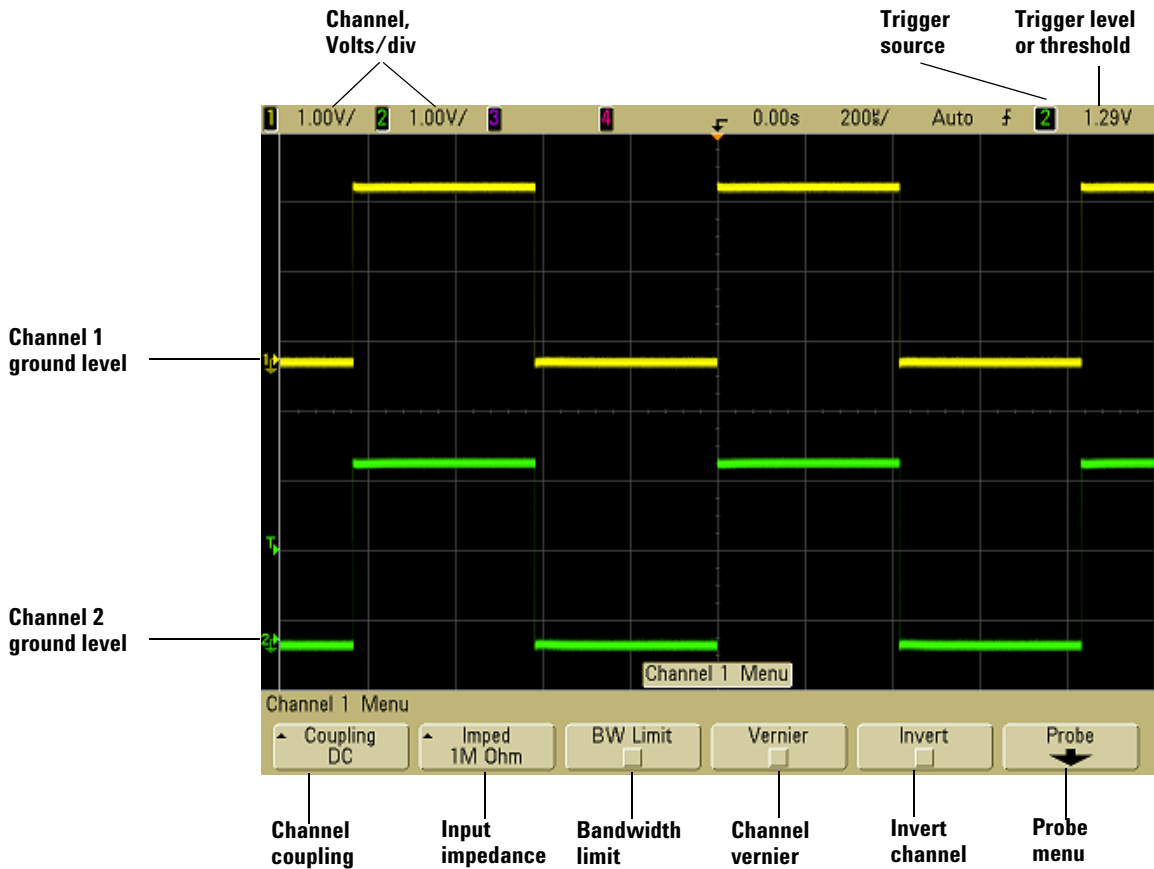 Channel,
Volts/div
Trigger
source
Trigger level
or threshold
1 1.00V/ 2 1.00V/ 3 4 0.00s 200㎲/ Auto 2 1.29V
Channel 1
ground level
1
T
Channel 2
ground level
2
Channel 1 Menu
Channel 1 Menu
Coupling
DC
Imped
1M Ohm
BW Limit
Vernier
Invert
Probe
Channel
coupling
Input
impedance
Bandwidth
limit
Channel
vernier
Invert
channel
Probe
menu